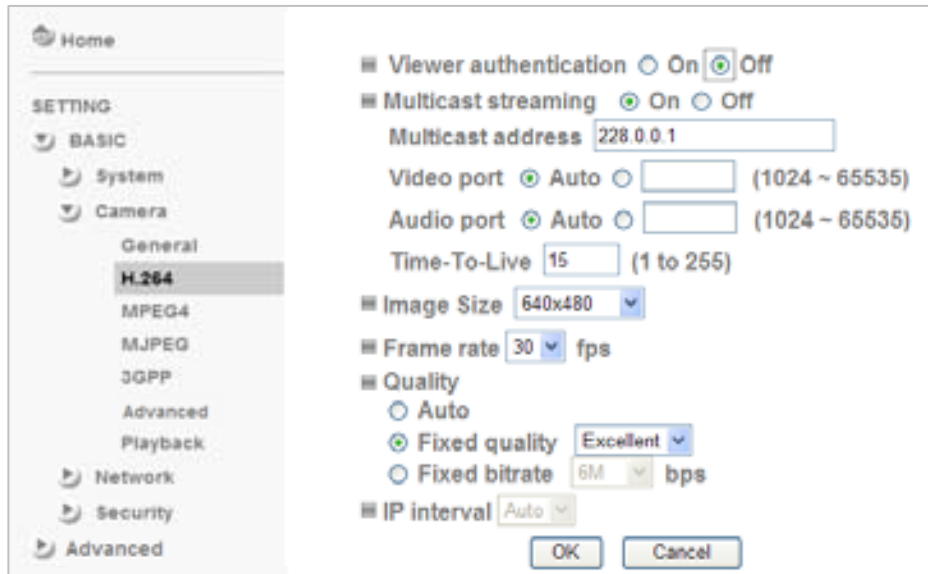 Home
SETTING
BASIC
System
Camera
General
H.264
MPEG4
MJPEG
3GPP
Advanced
Playback
Network
Security
Advanced
Viewer authentication On Off
Multicast streaming On Off
Multicast address 228.0.0.1
Video port Auto (1024 ~ 65535)
Audio port Auto (1024 ~ 65535)
Time-To-Live 15 (1 to 255)
Image Size 640x480
Frame rate 30 fps
Quality
Auto
Fixed quality Excellent
Fixed bitrate 6M bps
IP interval Auto
OK Cancel